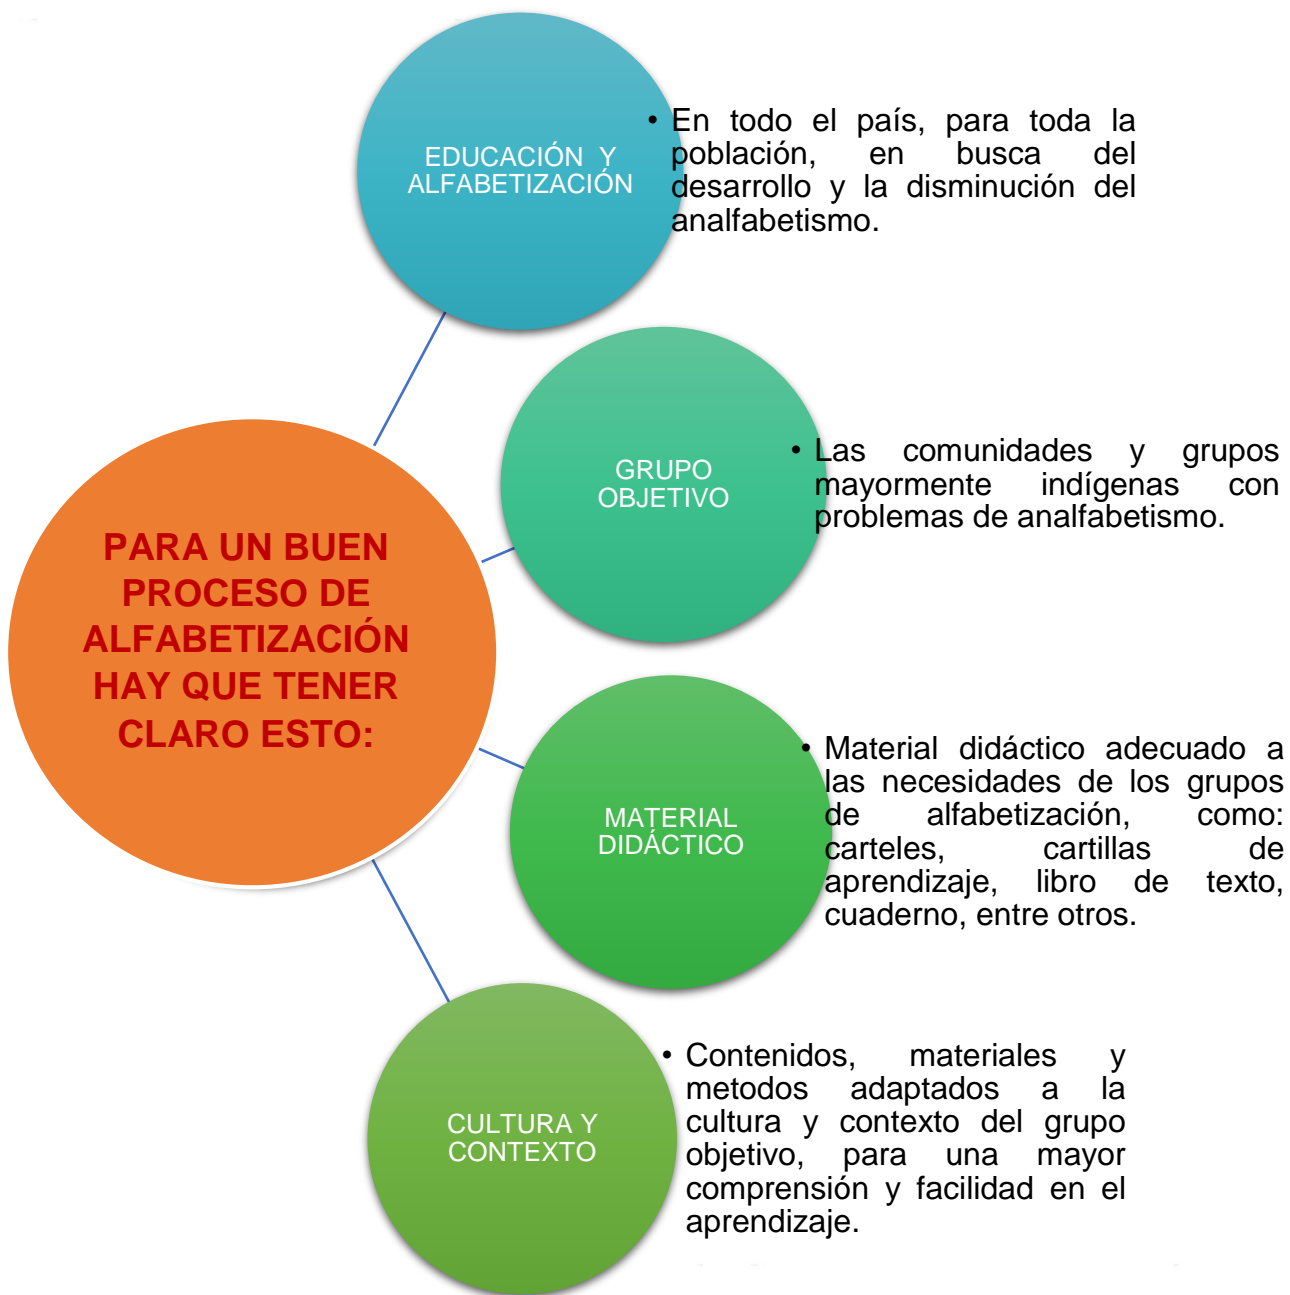 EDUCACIÓN Y
ALFABETIZACIÓN
• En todo el país, para toda la
población, en busca del
desarrollo y la disminución del
analfabetismo.
GRUPO
OBJETIVO
• Las comunidades y grupos
mayormente indígenas con
problemas de analfabetismo.
PARA UN BUEN
PROCESO DE
ALFABETIZACIÓN
HAY QUE TENER
CLARO ESTO:
MATERIAL
DIDÁCTICO
• Material didáctico adecuado a
las necesidades de los grupos
de alfabetización, como:
carteles, cartillas de
aprendizaje, libro de texto,
cuaderno, entre otros.
CULTURA Y
CONTEXTO
• Contenidos, materiales y
metodos adaptados a la
cultura y contexto del grupo
objetivo, para una mayor
comprensión y facilidad en el
aprendizaje.